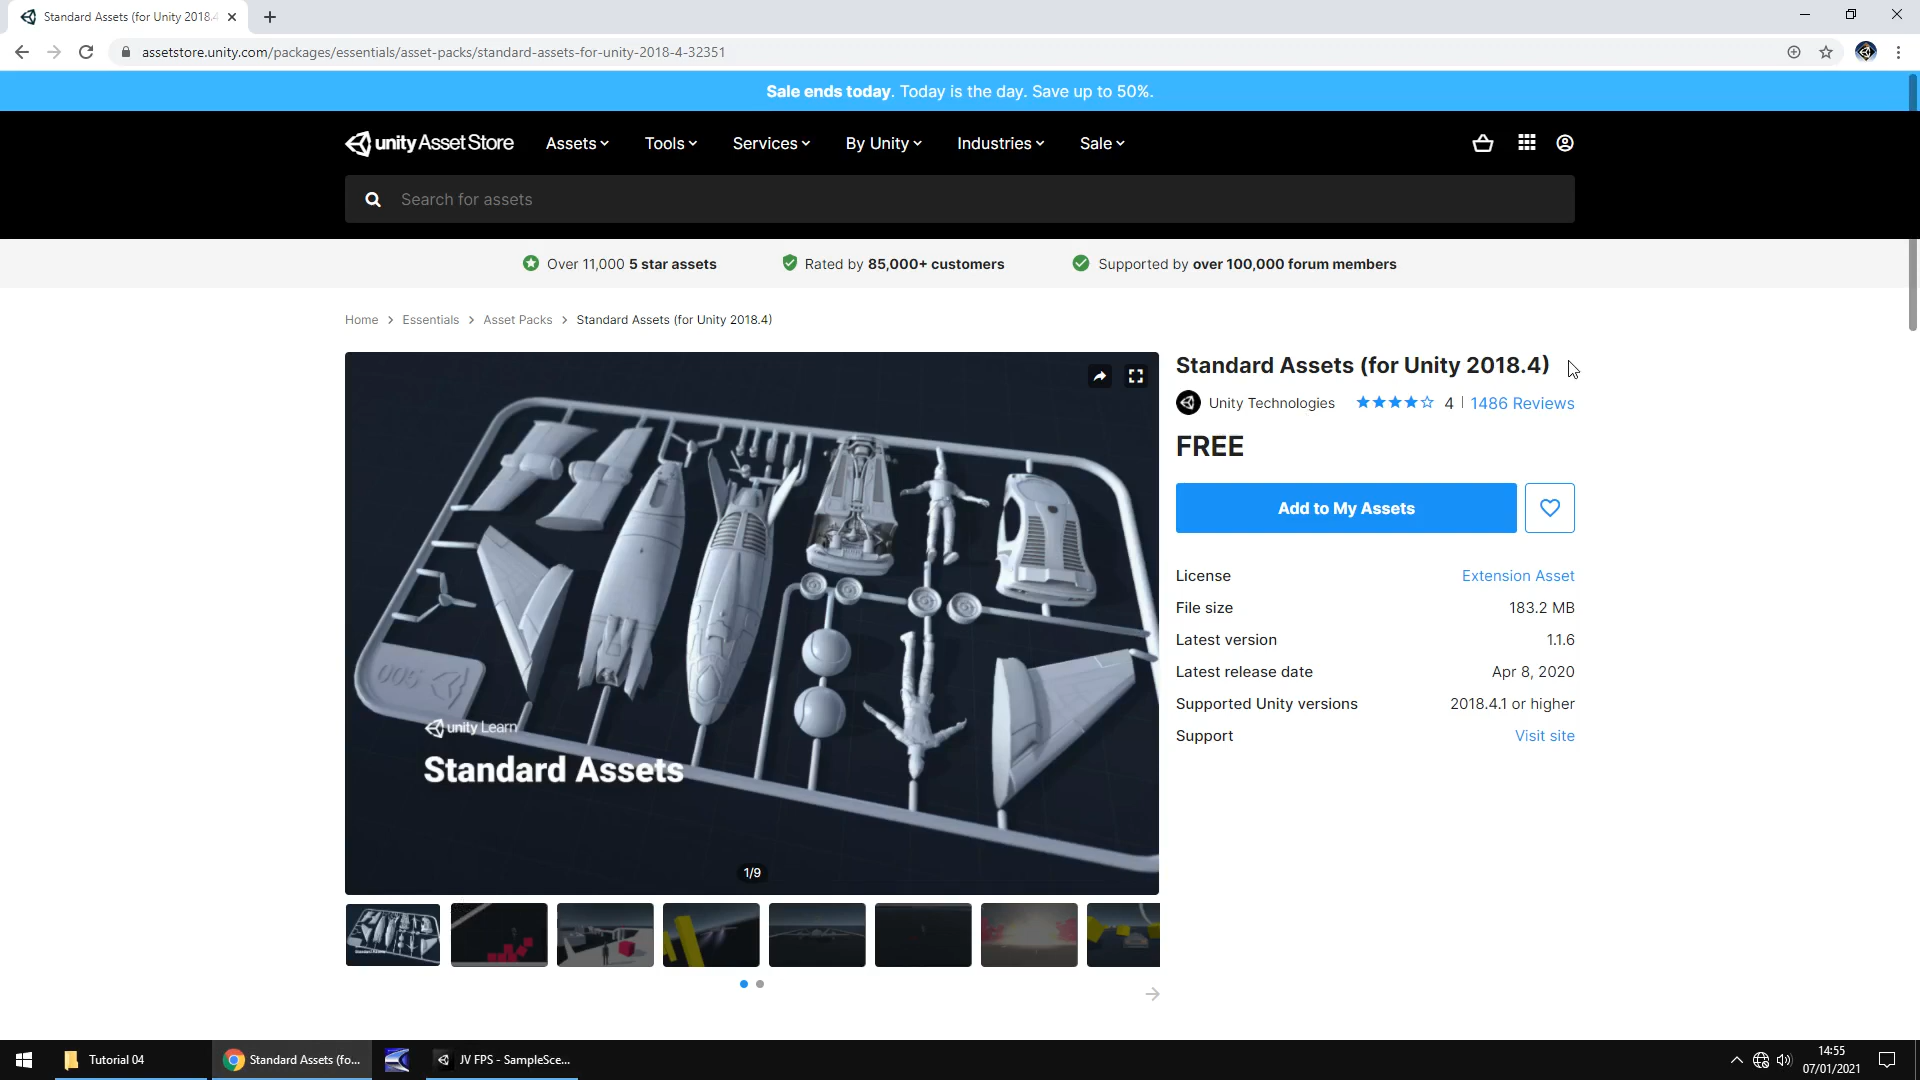 Standard Assets (for Unity 2018.4
assetstore.unity.com/packages/essentials/asset-packs/standard-assets-for-unity-2018-4-32351
Sale ends today. Today is the day. Save up to 50%.
unity Asset Store Assets Tools Services By Unity Industries Sale
Search for assets
Over 11,000 5 star assets Rated by 85,000+ customers Supported by over 100,000 forum members
Home > Essentials > Asset Packs > Standard Assets (for Unity 2018.4)
Standard Assets (for Unity 2018.4)
Unity Technologies 4 | 1486 Reviews
FREE
Add to My Assets
License Extension Asset
File size 183.2 MB
Latest version 1.1.6
Latest release date Apr 8, 2020
Supported Unity versions 2018.4.1 or higher
Support Visit site
005
unity Learn
Standard Assets
1/9
Tutorial 04
Standard Assets (fo...
JV FPS - SampleSce...
14:55
07/01/2021